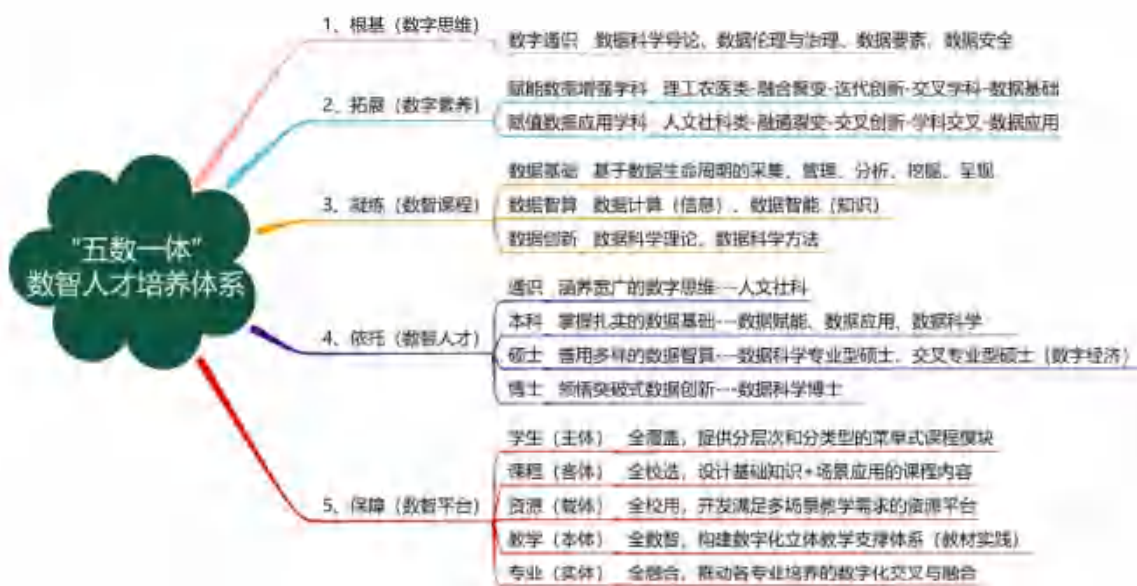 "五数一体"
数智人才培养体系
1、根基（数字思维）
数字通识 数据科学导论、数据伦理与治理、数据要素、数据安全
2、拓展（数字素养）
赋能数据增强学科 理工农医类-融合聚变-迭代创新-交叉学科-数据基础
赋值数据应用学科 人文社科类-融通裂变-交叉创新-学科交叉-数据应用
3、凝练（数智课程）
数据基础 基于数据生命周期的采集、管理、分析、挖掘、呈现
数据智算 数据计算（信息）、数据智能（知识）
数据创新 数据科学理论、数据科学方法
4、依托（数智人才）
通识 涵养宽广的数字思维---人文社科
本科 掌握扎实的数据基础---数据赋能、数据应用、数据科学
硕士 善用多样的数据智算---数据科学专业型硕士、交叉专业型硕士（数字经济）
博士 领悟突破式数据创新---数据科学博士
5、保障（数智平台）
学生（主体） 全覆盖，提供分层次和分类型的菜单式课程模块
课程（客体） 全校选，设计基础知识+场景应用的课程内容
资源（载体） 全校用，开发满足多场景教学需求的资源平台
教学（本体） 全数智，构建数字化立体教学支撑体系（教材实践）
专业（实体） 全融合，推动各专业培养的数字化交叉与融合